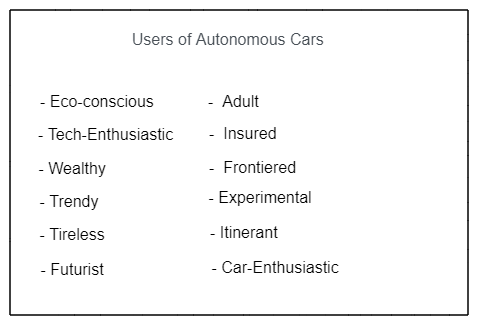 Users of Autonomous Cars
- Eco-conscious
- Tech-Enthusiastic
- Wealthy
- Trendy
- Tireless
- Futurist
- Adult
- Insured
- Frontiered
- Experimental
- Itinerant
- Car-Enthusiastic